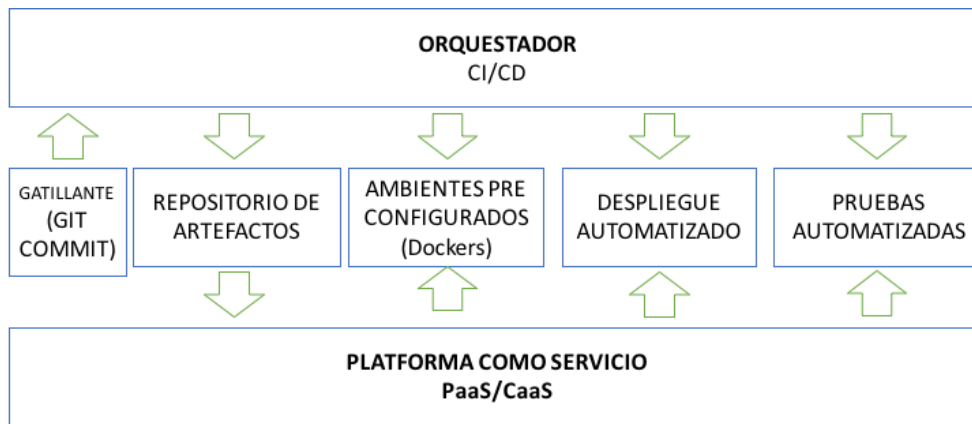 ORQUESTADOR
CI/CD
GATILLANTE
(GIT
COMMIT)
REPOSITORIO DE
ARTEFACTOS
AMBIENTES PRE
CONFIGURADOS
(Dockers)
DESPLIEGUE
AUTOMATIZADO
PRUEBAS
AUTOMATIZADAS
PLATFORMA COMO SERVICIO
PaaS/CaaS